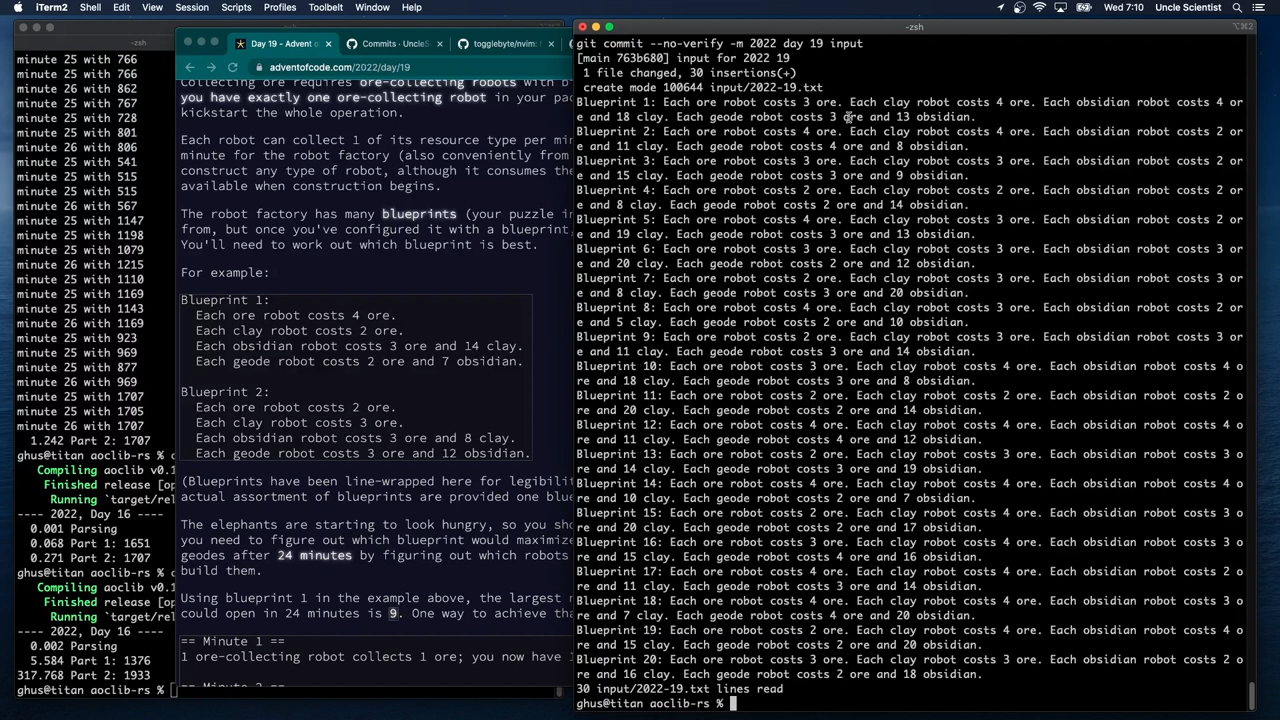 iTerm2 Shell Edit View Session Scripts Profiles Toolbelt Window Help
Wed 7:10 Uncle Scientist
-zsh
minute 25 with 766
minute 26 with 862
minute 25 with 767
minute 25 with 728
minute 26 with 801
minute 26 with 806
minute 26 with 541
minute 25 with 515
minute 25 with 515
minute 26 with 567
minute 25 with 1147
minute 25 with 1198
minute 25 with 1079
minute 26 with 1215
minute 25 with 1110
minute 25 with 1169
minute 25 with 1143
minute 26 with 1169
minute 25 with 923
minute 25 with 969
minute 25 with 877
minute 26 with 969
minute 25 with 1707
minute 25 with 1705
minute 26 with 1707
1.242 Part 2: 1707
ghus@titan aoclib-rs % c
Compiling aoclib v0.1
Finished release [op
Running `target/rel
---- 2022, Day 16 ----
0.001 Parsing
0.068 Part 1: 1651
0.271 Part 2: 1707
ghus@titan aoclib-rs % c
Compiling aoclib v0.1
Finished release [op
Running `target/rel
---- 2022, Day 16 ----
0.002 Parsing
5.584 Part 1: 1376
317.768 Part 2: 1933
ghus@titan aoclib-rs %
Day 19 - Advent o × Commits · UncleS × togglebyte/nvim: ×
adventofcode.com/2022/day/19
Collecting ore requires ore-collecting robots with b
you have exactly one ore-collecting robot in your pac
kickstart the whole operation.
Each robot can collect 1 of its resource type per min
minute for the robot factory (also conveniently from
construct any type of robot, although it consumes the
available when construction begins.
The robot factory has many blueprints (your puzzle in
from, but once you've configured it with a blueprint,
You'll need to work out which blueprint is best.
For example:
Blueprint 1:
Each ore robot costs 4 ore.
Each clay robot costs 2 ore.
Each obsidian robot costs 3 ore and 14 clay.
Each geode robot costs 2 ore and 7 obsidian.
Blueprint 2:
Each ore robot costs 2 ore.
Each clay robot costs 3 ore.
Each obsidian robot costs 3 ore and 8 clay.
Each geode robot costs 3 ore and 12 obsidian.
(Blueprints have been line-wrapped here for legibilit
actual assortment of blueprints are provided one blue
The elephants are starting to look hungry, so you sho
you need to figure out which blueprint would maximize
geodes after 24 minutes by figuring out which robots
build them.
Using blueprint 1 in the example above, the largest n
could open in 24 minutes is 9. One way to achieve tha
== Minute 1 ==
1 ore-collecting robot collects 1 ore; you now have 1
== Minute 2 ==
-zsh ⌥⌘2
git commit --no-verify -m 2022 day 19 input
[main 763b680] input for 2022 19
1 file changed, 30 insertions(+)
create mode 100644 input/2022-19.txt
Blueprint 1: Each ore robot costs 3 ore. Each clay robot costs 4 ore. Each obsidian robot costs 4 or
e and 18 clay. Each geode robot costs 3 ore and 13 obsidian.
Blueprint 2: Each ore robot costs 4 ore. Each clay robot costs 4 ore. Each obsidian robot costs 2 or
e and 11 clay. Each geode robot costs 4 ore and 8 obsidian.
Blueprint 3: Each ore robot costs 3 ore. Each clay robot costs 3 ore. Each obsidian robot costs 2 or
e and 15 clay. Each geode robot costs 3 ore and 9 obsidian.
Blueprint 4: Each ore robot costs 2 ore. Each clay robot costs 2 ore. Each obsidian robot costs 2 or
e and 8 clay. Each geode robot costs 2 ore and 14 obsidian.
Blueprint 5: Each ore robot costs 4 ore. Each clay robot costs 3 ore. Each obsidian robot costs 2 or
e and 19 clay. Each geode robot costs 3 ore and 13 obsidian.
Blueprint 6: Each ore robot costs 3 ore. Each clay robot costs 3 ore. Each obsidian robot costs 3 or
e and 20 clay. Each geode robot costs 2 ore and 12 obsidian.
Blueprint 7: Each ore robot costs 2 ore. Each clay robot costs 4 ore. Each obsidian robot costs 3 or
e and 8 clay. Each geode robot costs 3 ore and 20 obsidian.
Blueprint 8: Each ore robot costs 4 ore. Each clay robot costs 3 ore. Each obsidian robot costs 2 or
e and 5 clay. Each geode robot costs 2 ore and 10 obsidian.
Blueprint 9: Each ore robot costs 2 ore. Each clay robot costs 3 ore. Each obsidian robot costs 3 or
e and 11 clay. Each geode robot costs 3 ore and 14 obsidian.
Blueprint 10: Each ore robot costs 4 ore. Each clay robot costs 4 ore. Each obsidian robot costs 4 o
re and 18 clay. Each geode robot costs 4 ore and 8 obsidian.
Blueprint 11: Each ore robot costs 2 ore. Each clay robot costs 4 ore. Each obsidian robot costs 2 o
re and 20 clay. Each geode robot costs 2 ore and 14 obsidian.
Blueprint 12: Each ore robot costs 4 ore. Each clay robot costs 4 ore. Each obsidian robot costs 4 o
re and 11 clay. Each geode robot costs 4 ore and 12 obsidian.
Blueprint 13: Each ore robot costs 2 ore. Each clay robot costs 4 ore. Each obsidian robot costs 3 o
re and 14 clay. Each geode robot costs 4 ore and 19 obsidian.
Blueprint 14: Each ore robot costs 4 ore. Each clay robot costs 4 ore. Each obsidian robot costs 4 o
re and 10 clay. Each geode robot costs 2 ore and 7 obsidian.
Blueprint 15: Each ore robot costs 2 ore. Each clay robot costs 4 ore. Each obsidian robot costs 3 o
re and 20 clay. Each geode robot costs 2 ore and 17 obsidian.
Blueprint 16: Each ore robot costs 3 ore. Each clay robot costs 4 ore. Each obsidian robot costs 3 o
re and 15 clay. Each geode robot costs 4 ore and 16 obsidian.
Blueprint 17: Each ore robot costs 4 ore. Each clay robot costs 4 ore. Each obsidian robot costs 2 o
re and 11 clay. Each geode robot costs 3 ore and 14 obsidian.
Blueprint 18: Each ore robot costs 3 ore. Each clay robot costs 4 ore. Each obsidian robot costs 4 o
re and 7 clay. Each geode robot costs 4 ore and 20 obsidian.
Blueprint 19: Each ore robot costs 2 ore. Each clay robot costs 4 ore. Each obsidian robot costs 2 o
re and 15 clay. Each geode robot costs 2 ore and 20 obsidian.
Blueprint 20: Each ore robot costs 3 ore. Each clay robot costs 3 ore. Each obsidian robot costs 2 o
re and 16 clay. Each geode robot costs 2 ore and 18 obsidian.
30 input/2022-19.txt lines read
ghus@titan aoclib-rs %